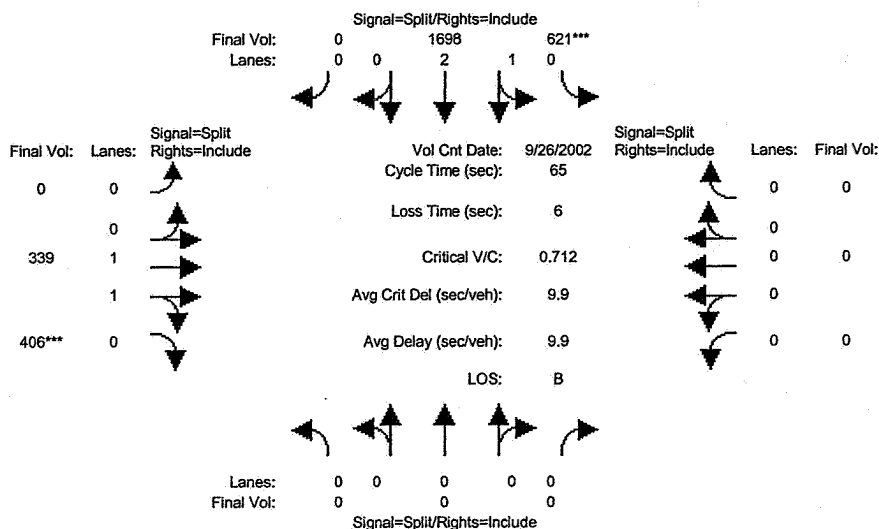 Signal=Split/Rights=Include
Final Vol: 0 1698 621***
Lanes: 0 0 2 1 0
Signal=Split
Final Vol: Lanes: Rights=Include
Vol Cnt Date: 9/26/2002
Signal=Split
Rights=Include Lanes: Final Vol:
Cycle Time (sec): 65
0 0
0 0
Loss Time (sec): 6
0
0
339 1
Critical V/C: 0.712
0 0
1
Avg Crit Del (sec/veh): 9.9
0
406*** 0
Avg Delay (sec/veh): 9.9
0 0
LOS: B
Lanes: 0 0 0 0 0
Final Vol: 0 0 0
Signal=Split/Rights=Include